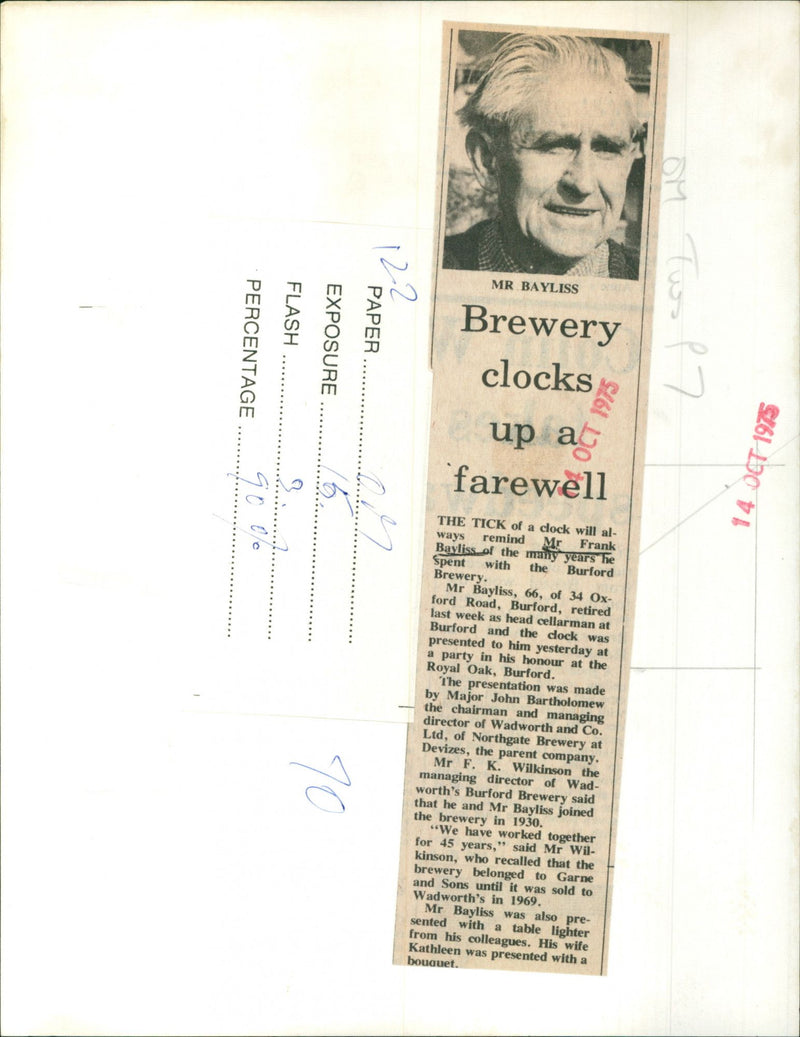 MR BAYLISS
Brewery
clocks
up a
farewell
14 OCT 1975
THE TICK of a clock will al-
ways remind Mr Frank
Bayliss of the many years he
spent with the Burford
Brewery.
Mr Bayliss, 66, of 34 Ox-
ford Road, Burford, retired
last week as head cellarman at
Burford and the clock was
presented to him yesterday at
a party in his honour at the
Royal Oak, Burford.
The presentation was made
by Major John Bartholomew
the chairman and managing
director of Wadworth and Co.
Ltd, of Northgate Brewery at
Devizes, the parent company.
Mr F. K. Wilkinson the
managing director of Wad-
worth's Burford Brewery said
that he and Mr Bayliss joined
the brewery in 1930.
"We have worked together
for 45 years," said Mr Wil-
kinson, who recalled that the
brewery belonged to Garne
and Sons until it was sold to
Wadworth's in 1969.
Mr Bayliss was also pre-
sented with a table lighter
from his colleagues. His wife
Kathleen was presented with a
bouquet.
122
PAPER
EXPOSURE 15.
FLASH
PERCENTAGE 90%
70
OM Tues P7
14 OCT 1975